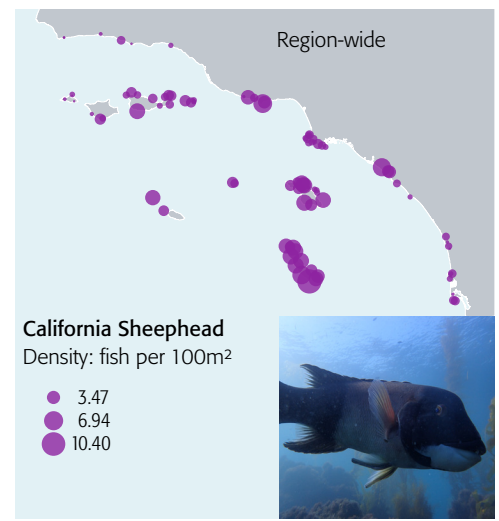 Region-wide
California Sheephead
Density: fish per 100m²
3.47
6.94
10.40